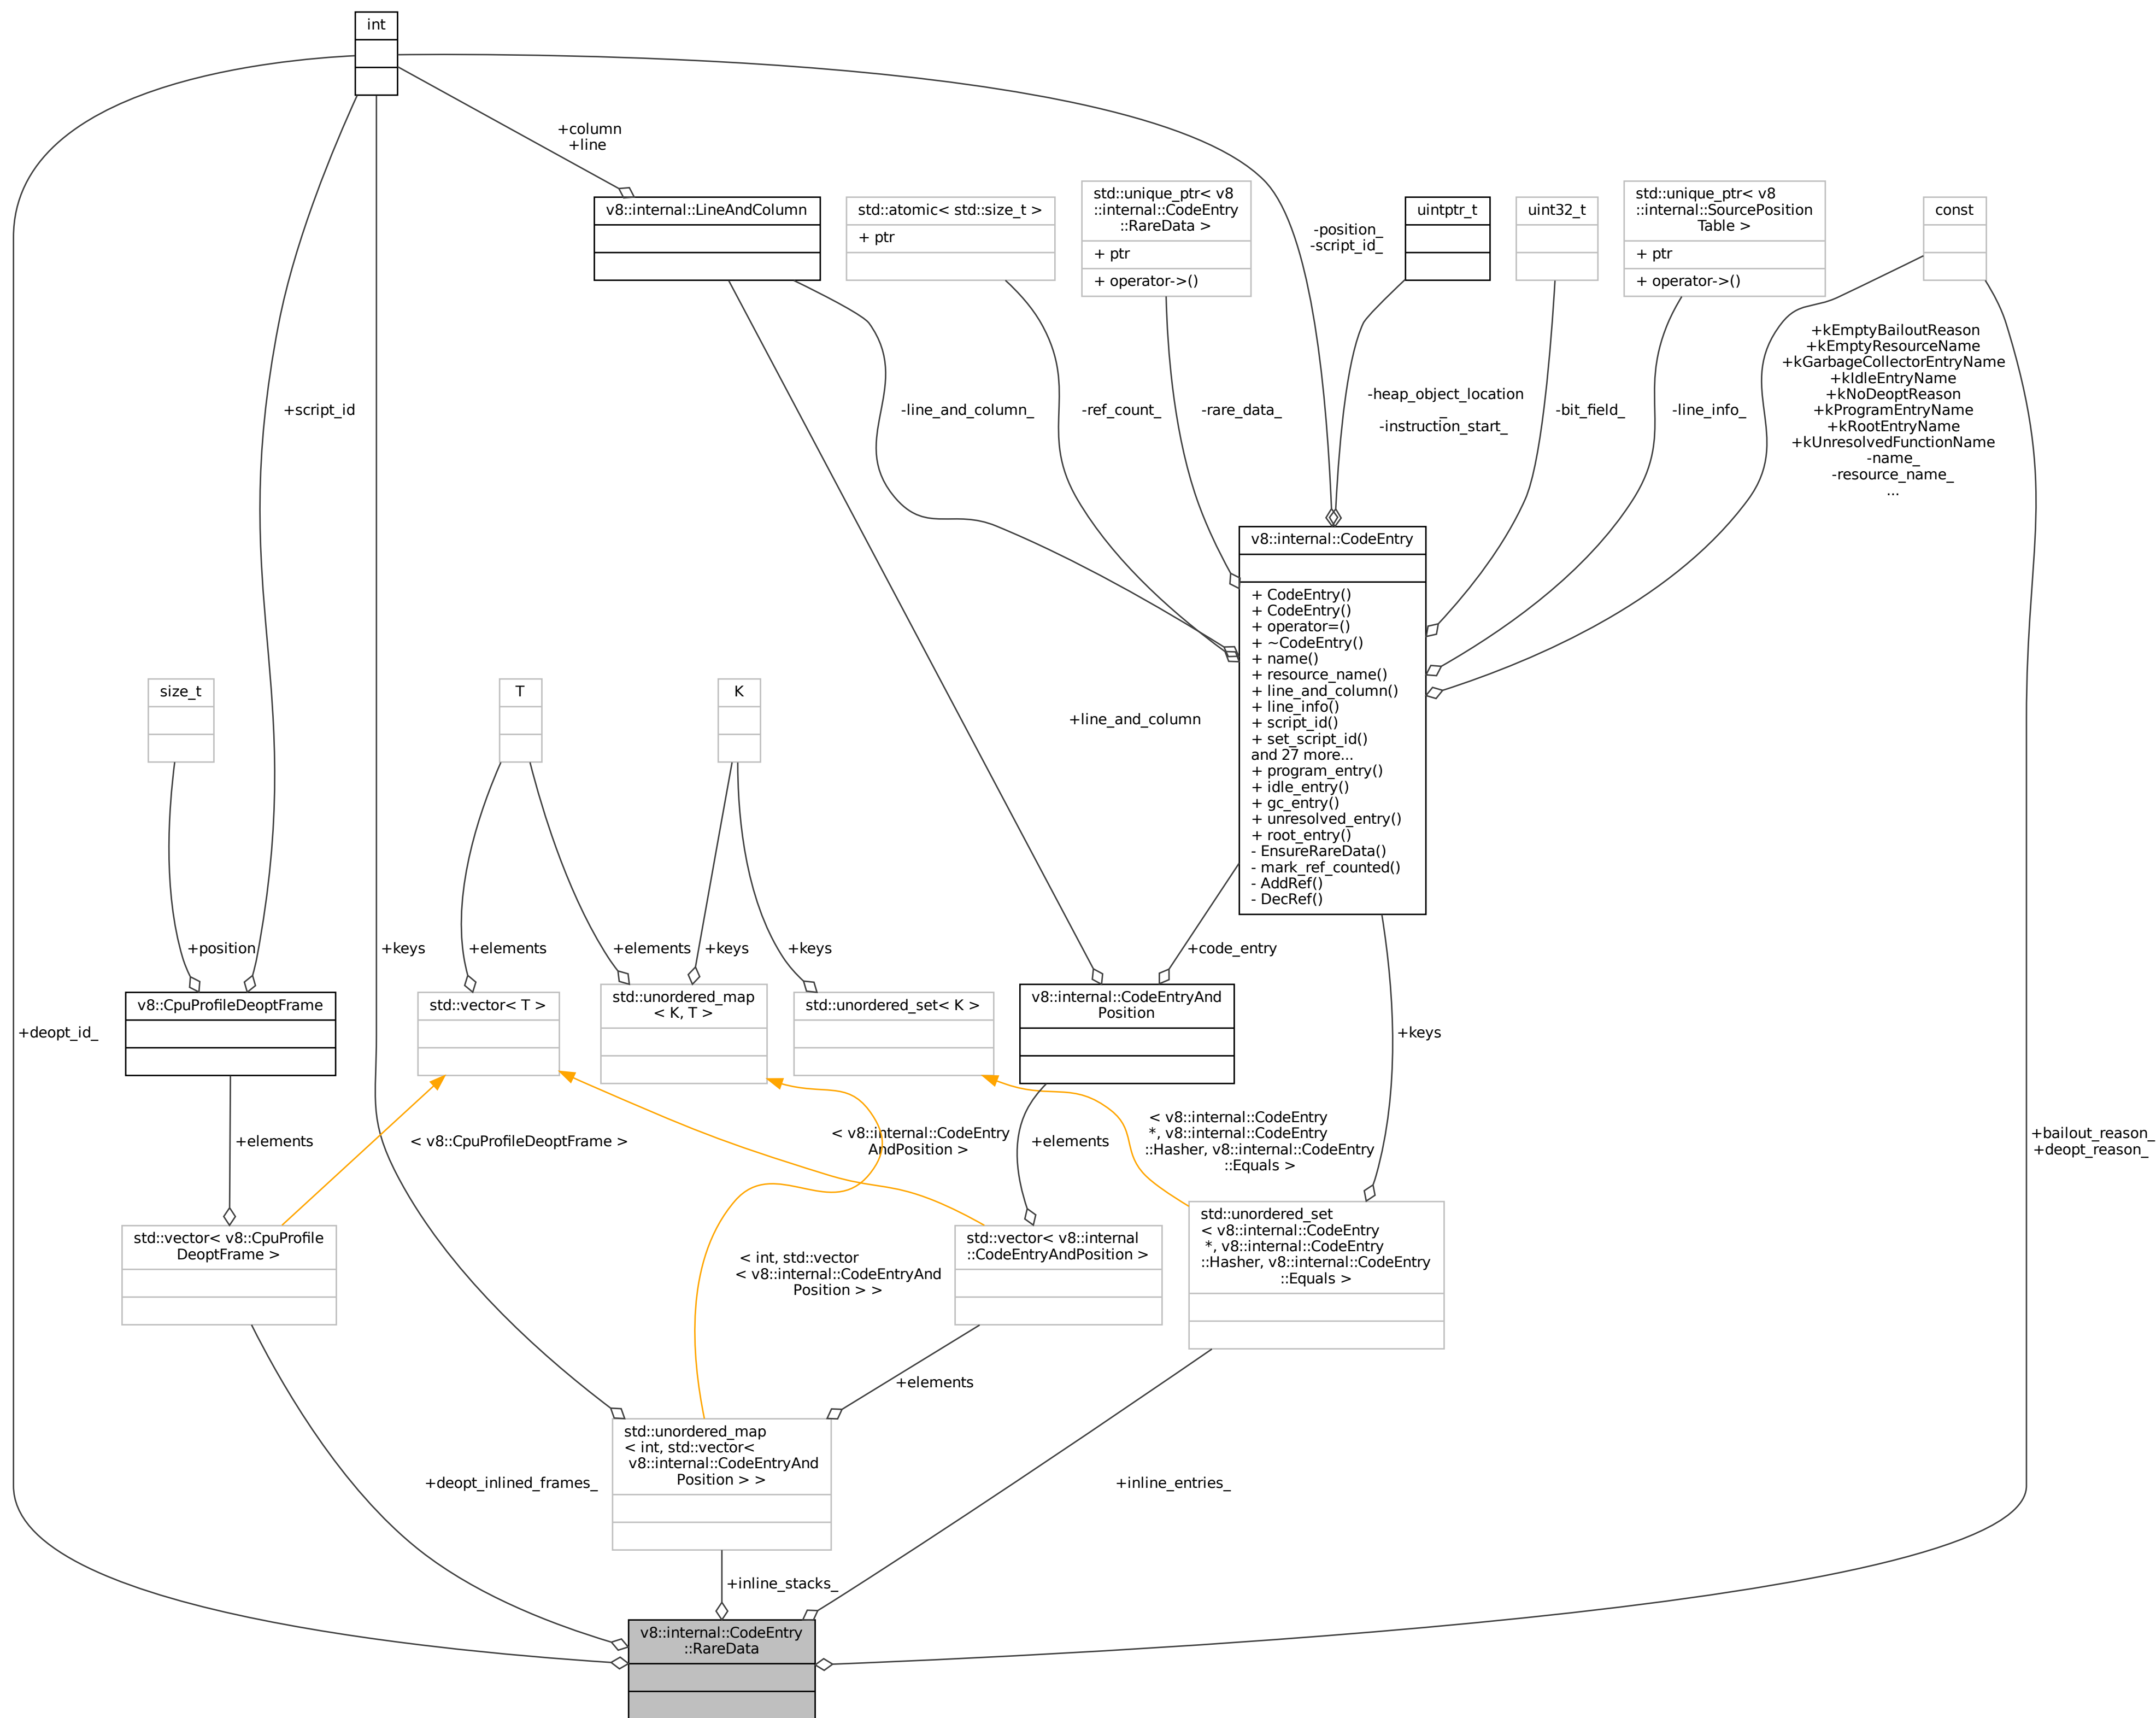 int
+column
+line
v8::internal::LineAndColumn
std::atomic< std::size_t >
+ ptr
std::unique_ptr< v8
::internal::CodeEntry
::RareData >
+ ptr
+ operator->()
-position_
-script_id_
uintptr_t
uint32_t
std::unique_ptr< v8
::internal::SourcePosition
Table >
+ ptr
+ operator->()
const
+script_id
-line_and_column_
-ref_count_
-rare_data_
-heap_object_location
_
-instruction_start_
-bit_field_
-line_info_
+kEmptyBailoutReason
+kEmptyResourceName
+kGarbageCollectorEntryName
+kIdleEntryName
+kNoDeoptReason
+kProgramEntryName
+kRootEntryName
+kUnresolvedFunctionName
-name_
-resource_name_
...
v8::internal::CodeEntry
+ CodeEntry()
+ CodeEntry()
+ operator=()
+ ~CodeEntry()
+ name()
+ resource_name()
+ line_and_column()
+ line_info()
+ script_id()
+ set_script_id()
and 27 more...
+ program_entry()
+ idle_entry()
+ gc_entry()
+ unresolved_entry()
+ root_entry()
- EnsureRareData()
- mark_ref_counted()
- AddRef()
- DecRef()
size_t
T
K
+line_and_column
+position
+keys
+elements
+elements
+keys
+keys
+code_entry
+deopt_id_
v8::CpuProfileDeoptFrame
std::vector< T >
std::unordered_map
< K, T >
std::unordered_set< K >
v8::internal::CodeEntryAnd
Position
+keys
+elements
< v8::CpuProfileDeoptFrame >
< v8::internal::CodeEntry
AndPosition >
+elements
< v8::internal::CodeEntry
*, v8::internal::CodeEntry
::Hasher, v8::internal::CodeEntry
::Equals >
+bailout_reason_
+deopt_reason_
std::vector< v8::CpuProfile
DeoptFrame >
< int, std::vector
< v8::internal::CodeEntryAnd
Position > >
std::vector< v8::internal
::CodeEntryAndPosition >
std::unordered_set
< v8::internal::CodeEntry
*, v8::internal::CodeEntry
::Hasher, v8::internal::CodeEntry
::Equals >
+elements
std::unordered_map
< int, std::vector<
v8::internal::CodeEntryAnd
Position > >
+deopt_inlined_frames_
+inline_entries_
+inline_stacks_
v8::internal::CodeEntry
::RareData